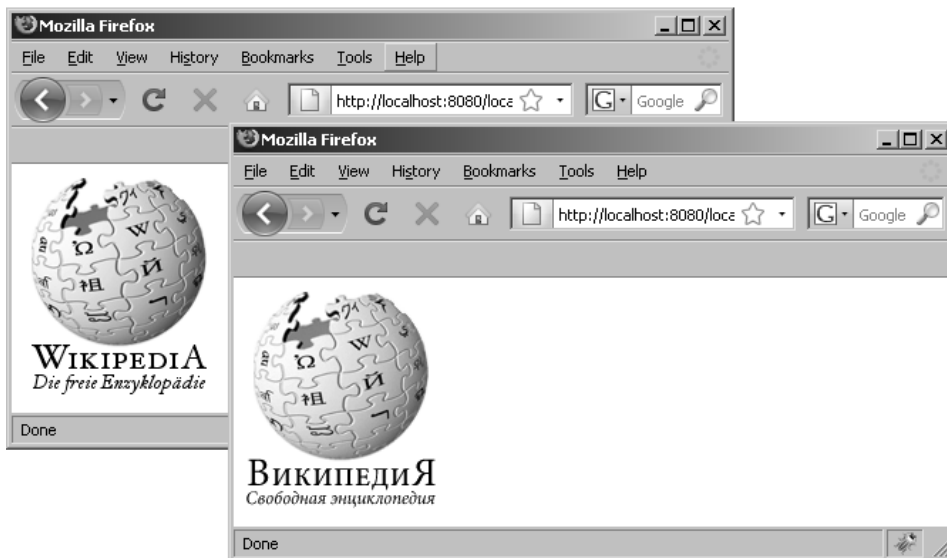 Mozilla Firefox
File Edit View History Bookmarks Tools Help
http://localhost:8080/loca
G Google
WIKIPEDIA
Die freie Enzyklopädie
Done
Mozilla Firefox
File Edit View History Bookmarks Tools Help
http://localhost:8080/loca
G Google
Ω W
祖 Й
ВИКИПЕДИЯ
Свободная энциклопедия
Done